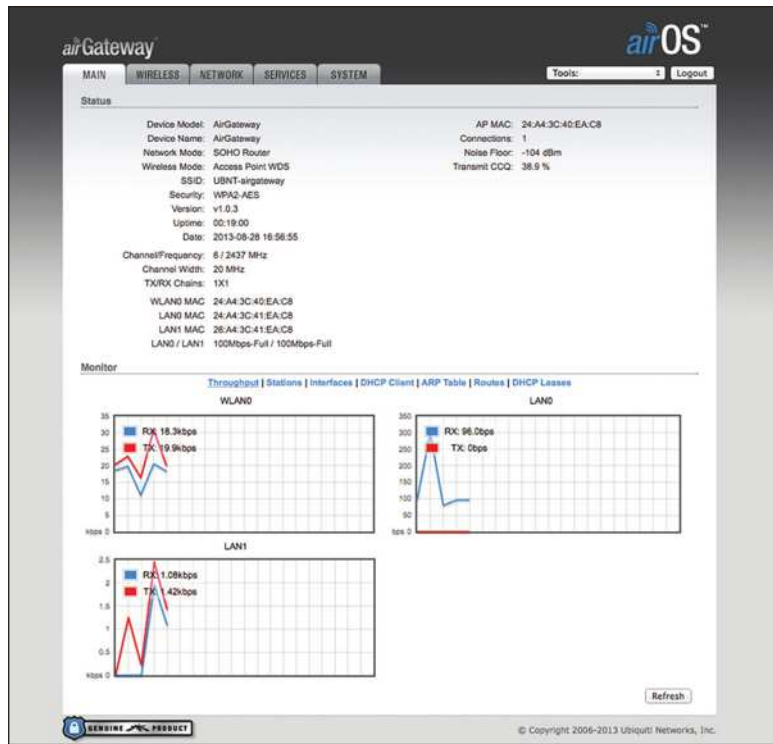 airGateway
airOS™
MAIN WIRELESS NETWORK SERVICES SYSTEM
Tools: Logout
Status
Device Model: AirGateway
Device Name: AirGateway
Network Mode: SOHO Router
Wireless Mode: Access Point WDS
SSID: UBNT-airgateway
Security: WPA2-AES
Version: v1.0.3
Uptime: 00:19:00
Date: 2013-08-28 16:56:55
Channel/Frequency: 6 / 2437 MHz
Channel Width: 20 MHz
TX/RX Chains: 1X1
WLAN0 MAC 24:A4:3C:40:EA:C8
LAN0 MAC 24:A4:3C:41:EA:C8
LAN1 MAC 26:A4:3C:41:EA:C8
LAN0 / LAN1 100Mbps-Full / 100Mbps-Full
AP MAC: 24:A4:3C:40:EA:C8
Connections: 1
Noise Floor: -104 dBm
Transmit CCQ: 38.9 %
Monitor
Throughput | Stations | Interfaces | DHCP Client | ARP Table | Routes | DHCP Leases
WLAN0
35
30
25
20
15
10
5
kbps 0
RX: 18.3kbps
TX: 19.9kbps
LAN0
350
300
250
200
150
100
50
bps 0
RX: 96.0bps
TX: 0bps
LAN1
2.5
2
1.5
1
0.5
kbps 0
RX: 1.08kbps
TX: 1.42kbps
Refresh
GENUINE PRODUCT
© Copyright 2006-2013 Ubiquiti Networks, Inc.